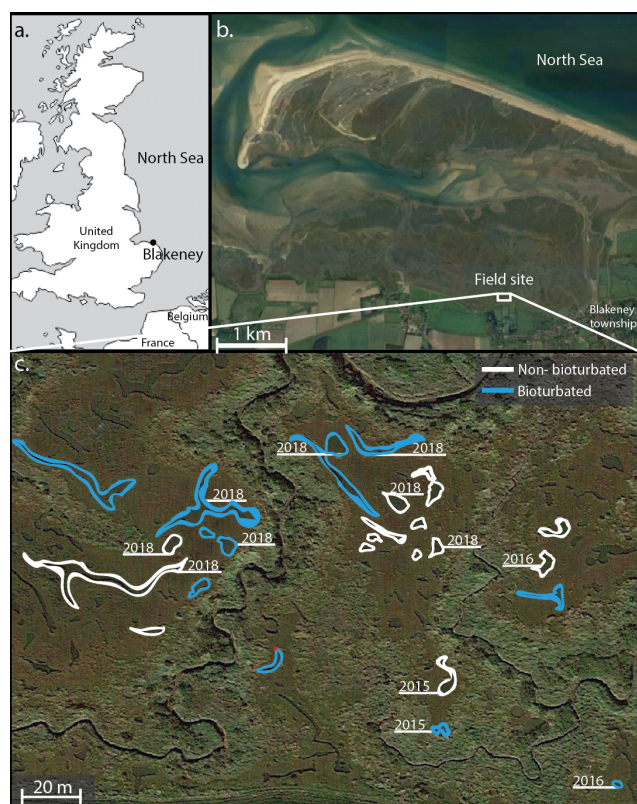 a.
North Sea
United
Kingdom
Blakeney
Belgium
France
b.
North Sea
Field site
Blakeney
township
1 km
c.
Non- bioturbated
Bioturbated
2018
2018
2018
2018
2018
2018
2018
2018
2016
2015
2015
2016
20 m